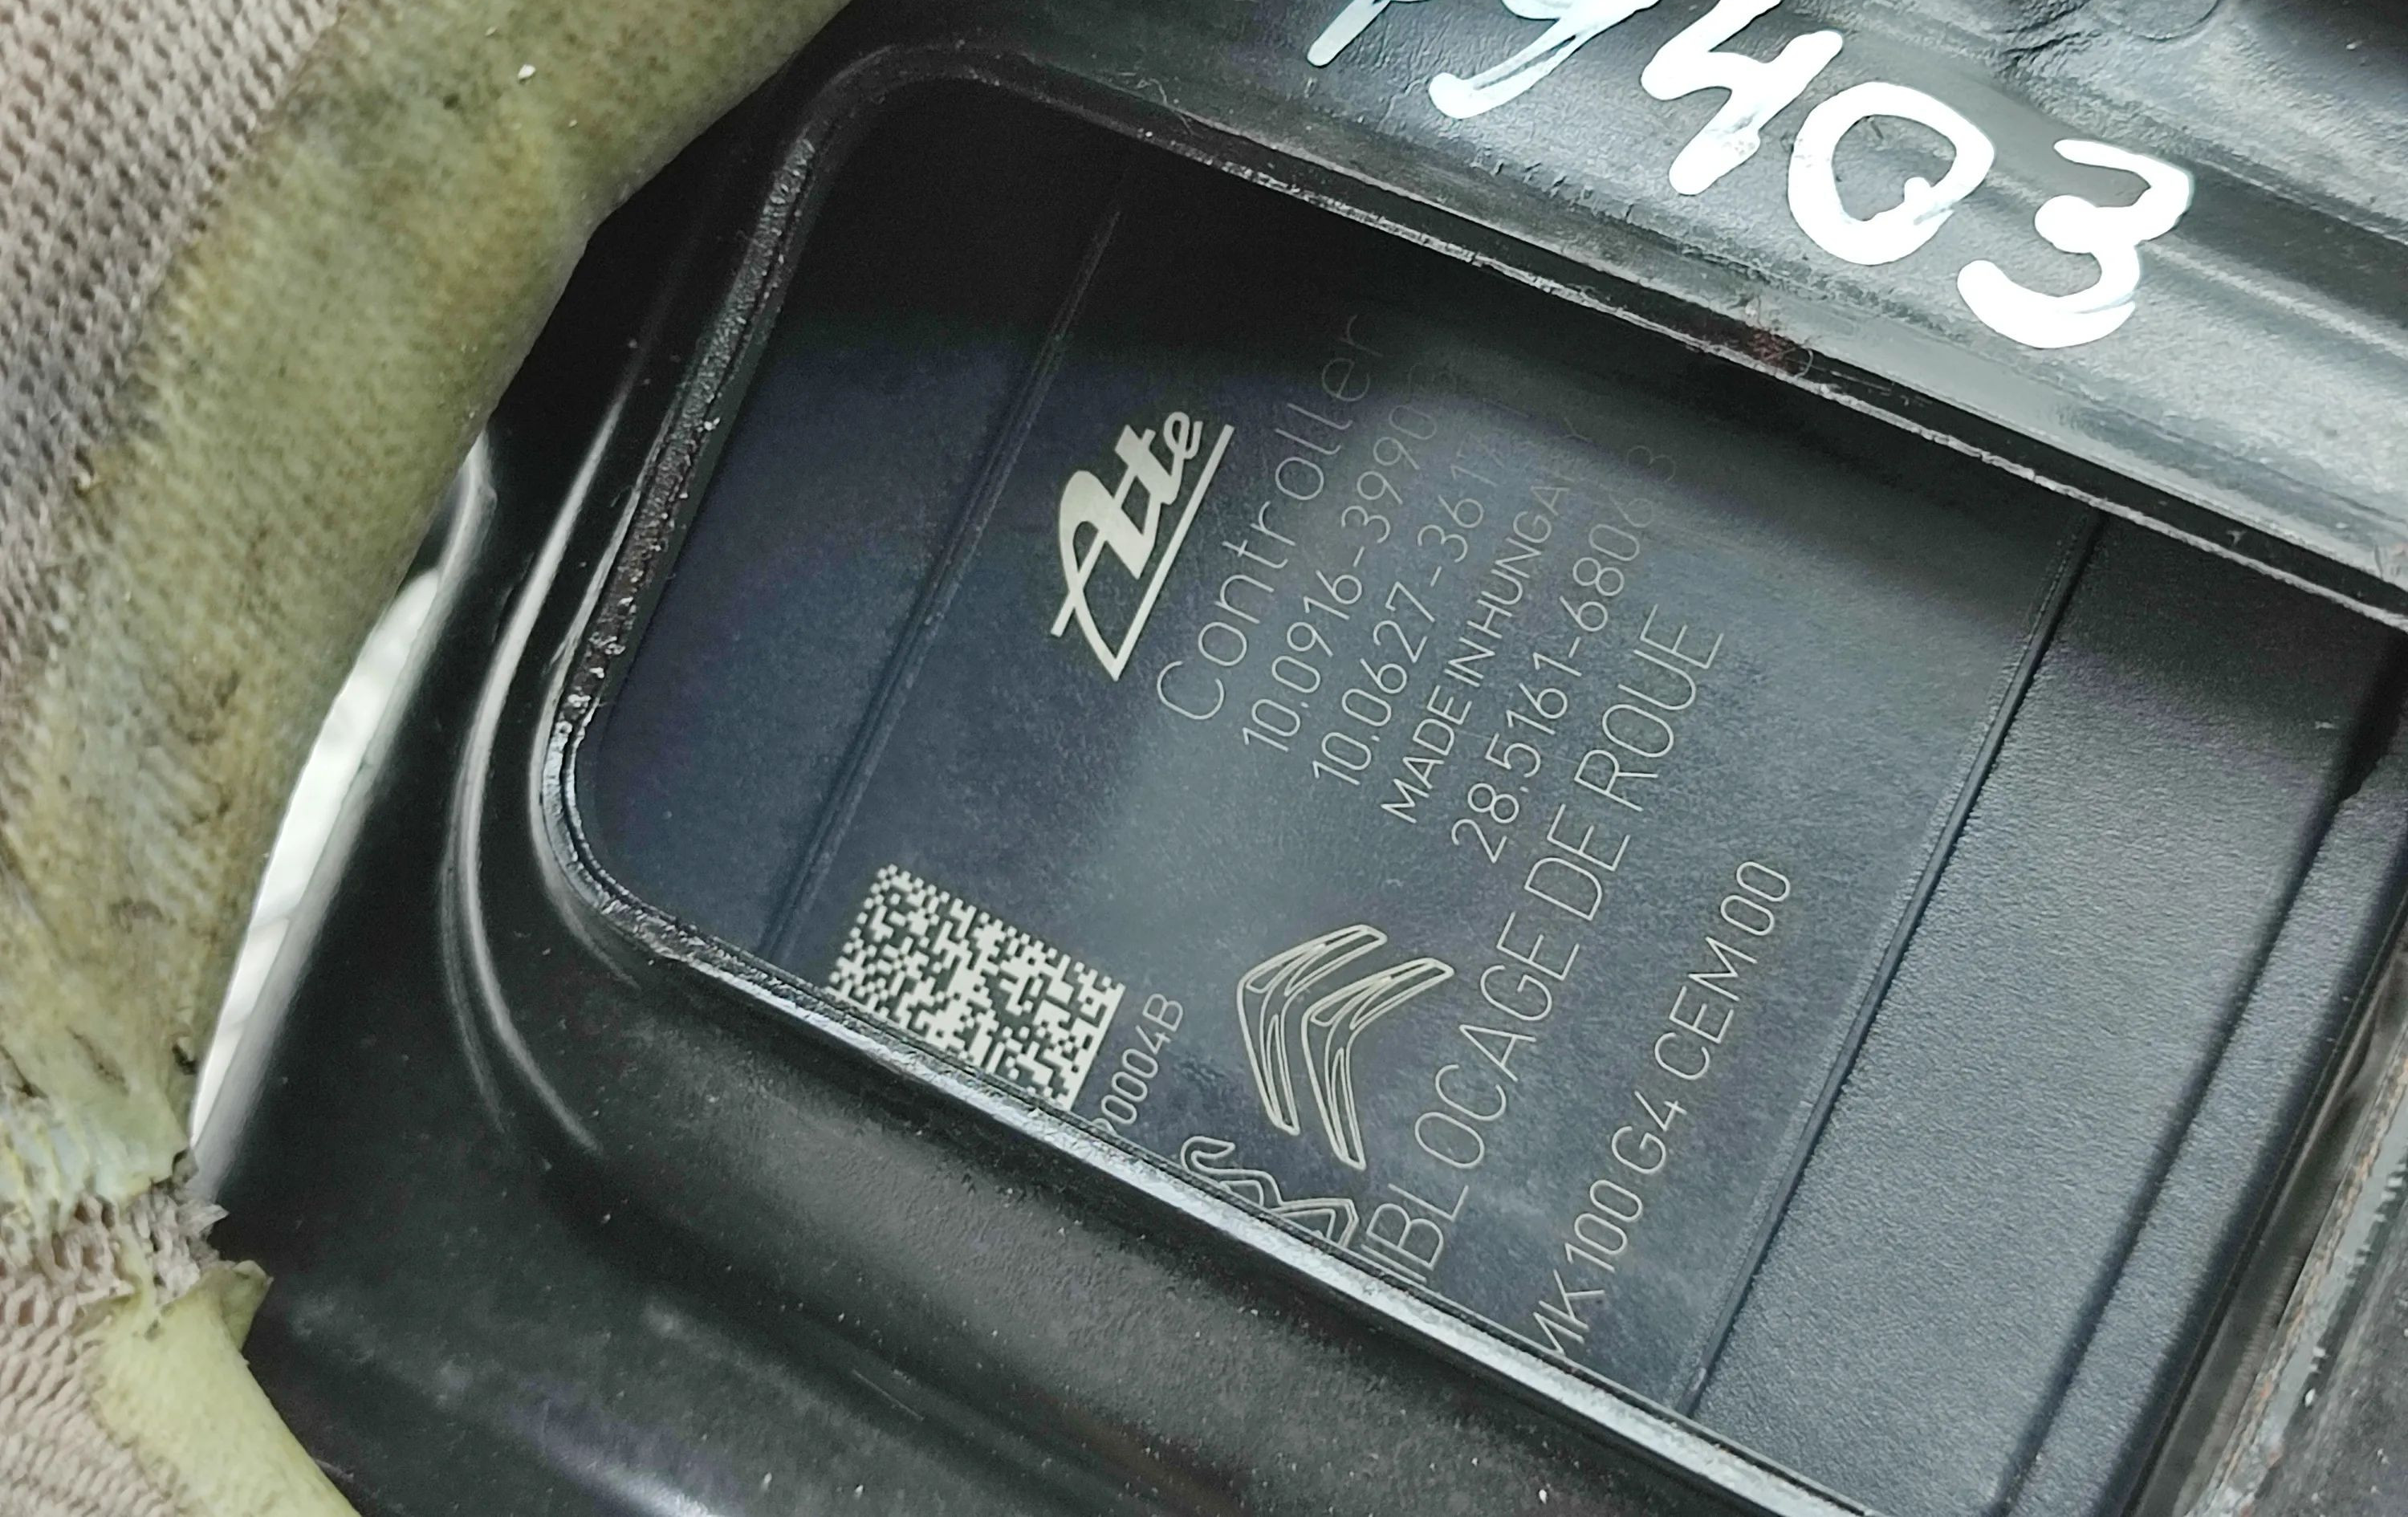 9403
Ate
Controller
10.0916-3990
10.0627-361
MADE IN HUNGARY
28.5161-6806
0004B
BLOCAGE DE ROUE
MK100 G4 CEM 00